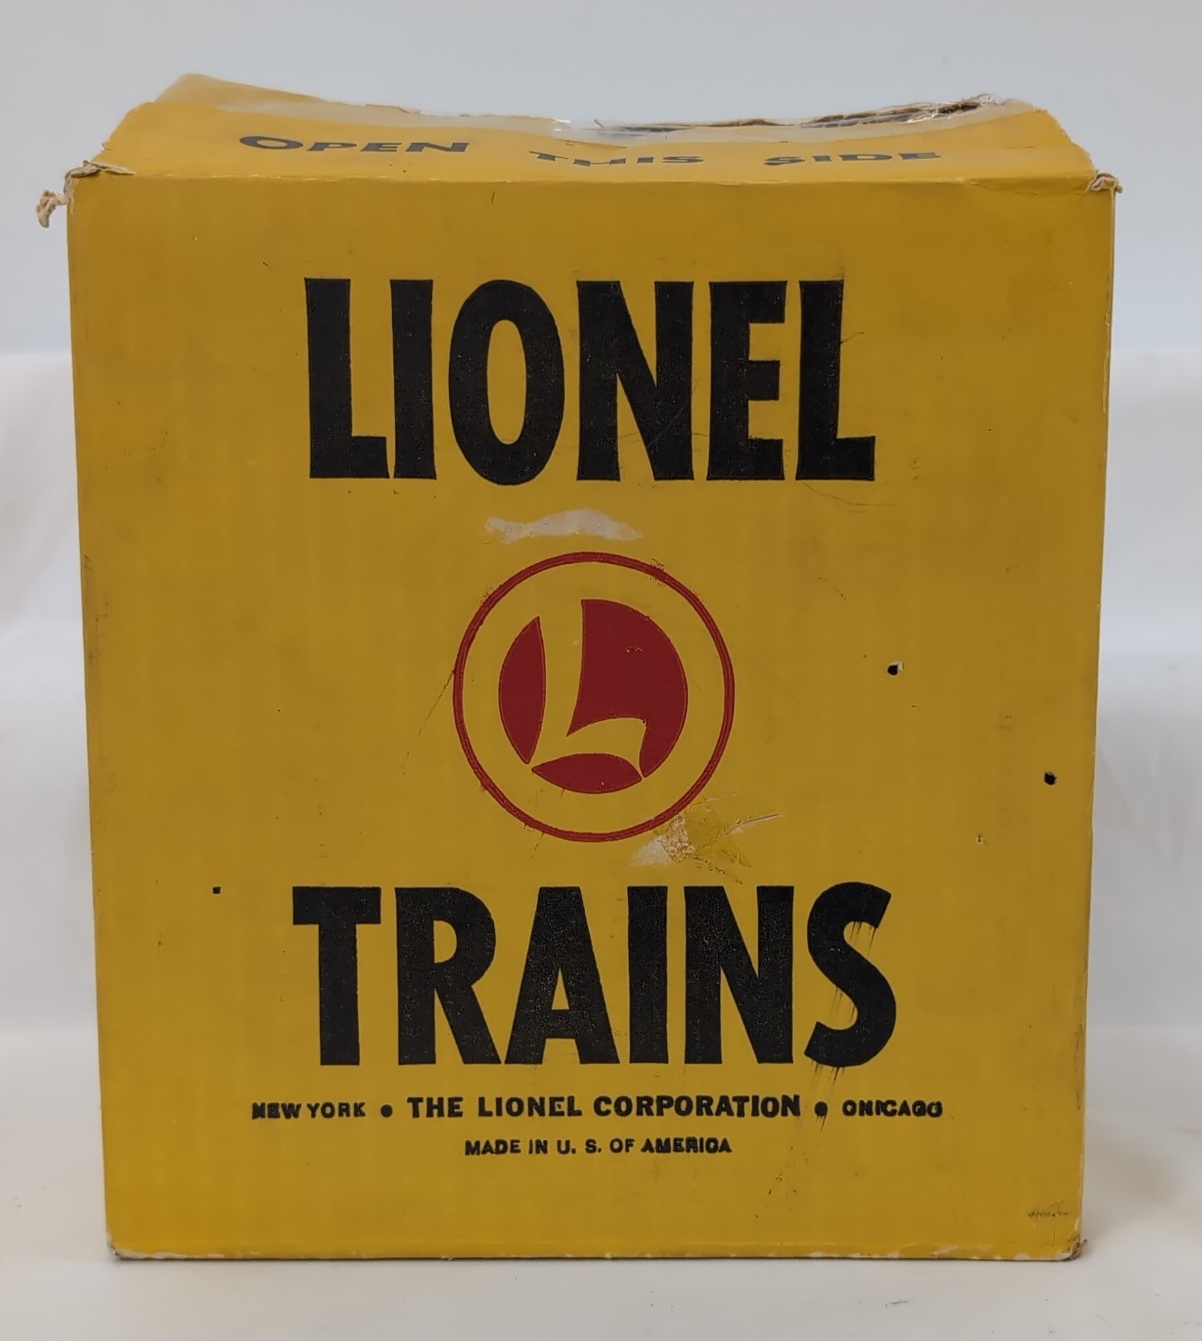 OPEN THIS SIDE
LIONEL
L
TRAINS
NEW YORK • THE LIONEL CORPORATION • CHICAGO
MADE IN U. S. OF AMERICA